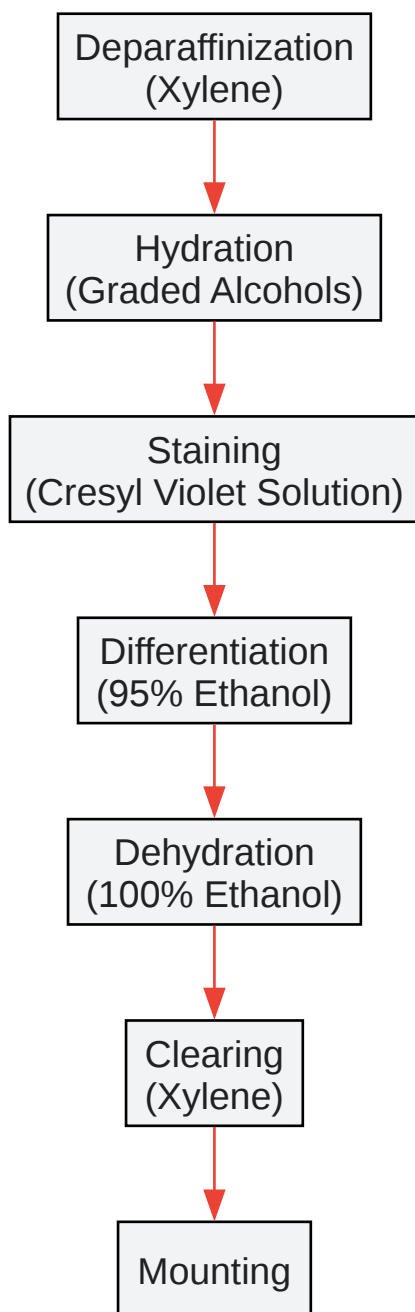 Deparaffinization
(Xylene)
Hydration
(Graded Alcohols)
Staining
(Cresyl Violet Solution)
Differentiation
(95% Ethanol)
Dehydration
(100% Ethanol)
Clearing
(Xylene)
Mounting